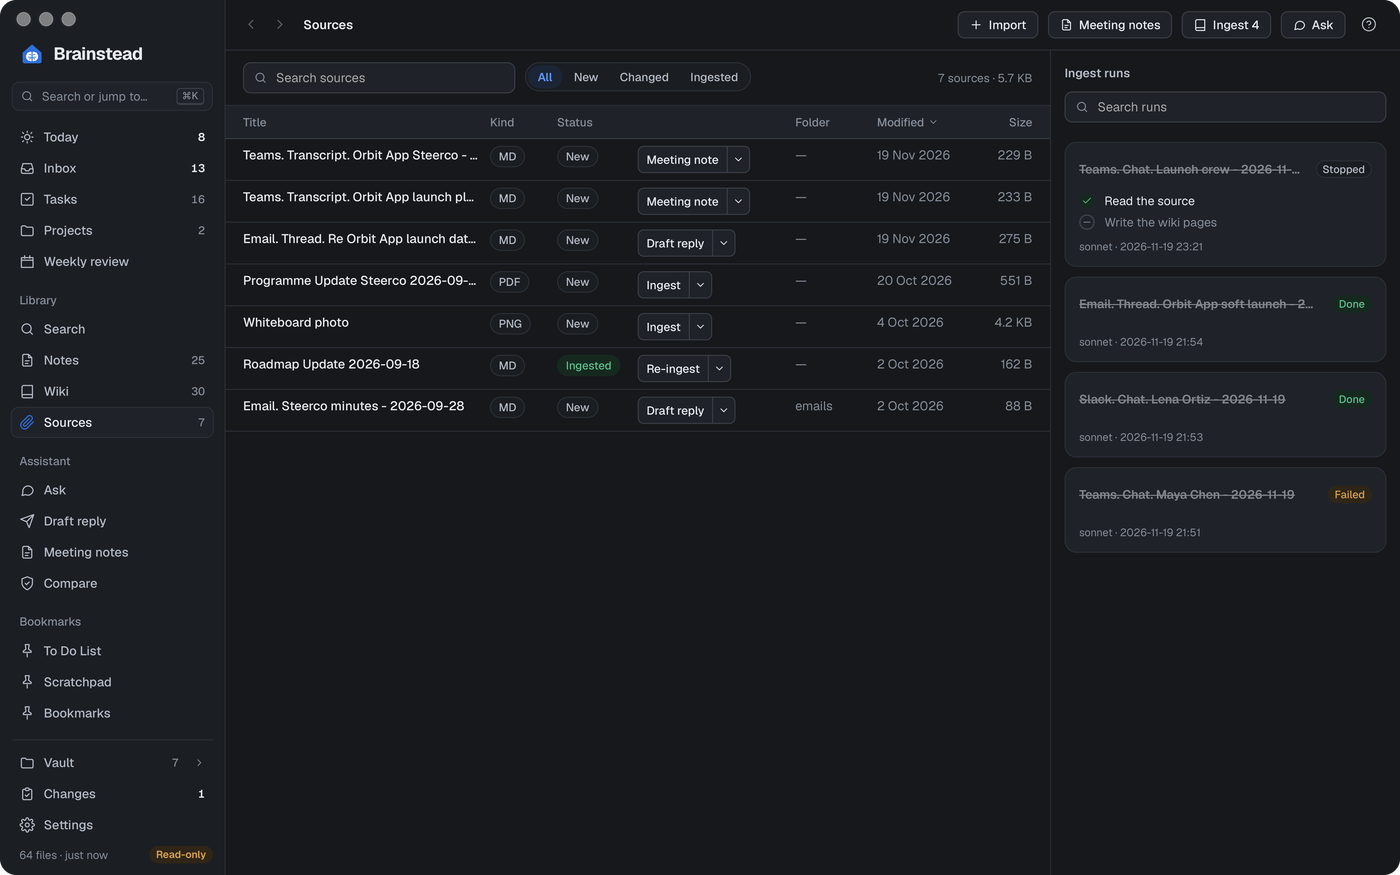 Brainstead
Search or jump to... ⌘K
Today 8
Inbox 13
Tasks 16
Projects 2
Weekly review
Library
Search
Notes 25
Wiki 30
Sources 7
Assistant
Ask
Draft reply
Meeting notes
Compare
Bookmarks
To Do List
Scratchpad
Bookmarks
Vault 7
Changes 1
Settings
64 files · just now Read-only
Sources
Import Meeting notes Ingest 4 Ask
Search sources All New Changed Ingested 7 sources · 5.7 KB
Title Kind Status Folder Modified Size
Teams. Transcript. Orbit App Steerco - ... MD New Meeting note — 19 Nov 2026 229 B
Teams. Transcript. Orbit App launch pl... MD New Meeting note — 19 Nov 2026 233 B
Email. Thread. Re Orbit App launch dat... MD New Draft reply — 19 Nov 2026 275 B
Programme Update Steerco 2026-09-... PDF New Ingest — 20 Oct 2026 551 B
Whiteboard photo PNG New Ingest — 4 Oct 2026 4.2 KB
Roadmap Update 2026-09-18 MD Ingested Re-ingest — 2 Oct 2026 162 B
Email. Steerco minutes - 2026-09-28 MD New Draft reply emails 2 Oct 2026 88 B
Ingest runs
Search runs
Teams. Chat. Launch crew - 2026-11-... Stopped
Read the source
Write the wiki pages
sonnet · 2026-11-19 23:21
Email. Thread. Orbit App soft launch - 2... Done
sonnet · 2026-11-19 21:54
Slack. Chat. Lena Ortiz - 2026-11-19 Done
sonnet · 2026-11-19 21:53
Teams. Chat. Maya Chen - 2026-11-19 Failed
sonnet · 2026-11-19 21:51